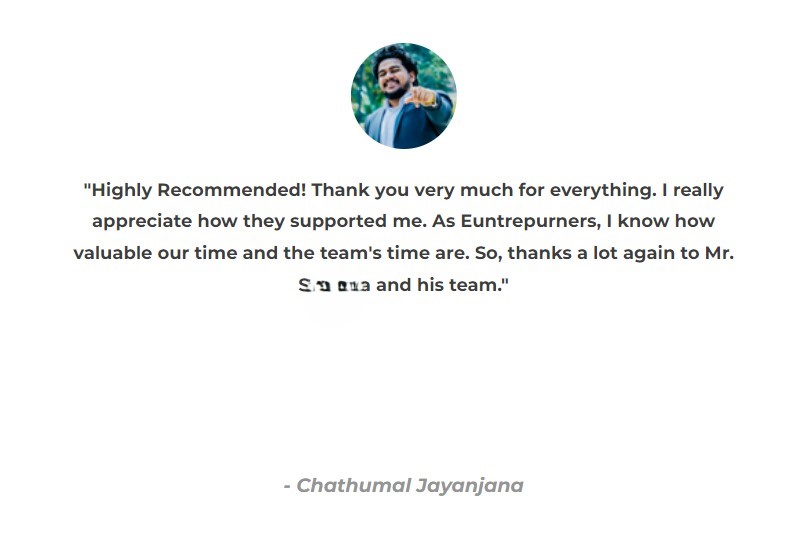 "Highly Recommended! Thank you very much for everything. I really
appreciate how they supported me. As Euntrepurners, I know how
valuable our time and the team's time are. So, thanks a lot again to Mr.
and his team."
- Chathumal Jayanjana